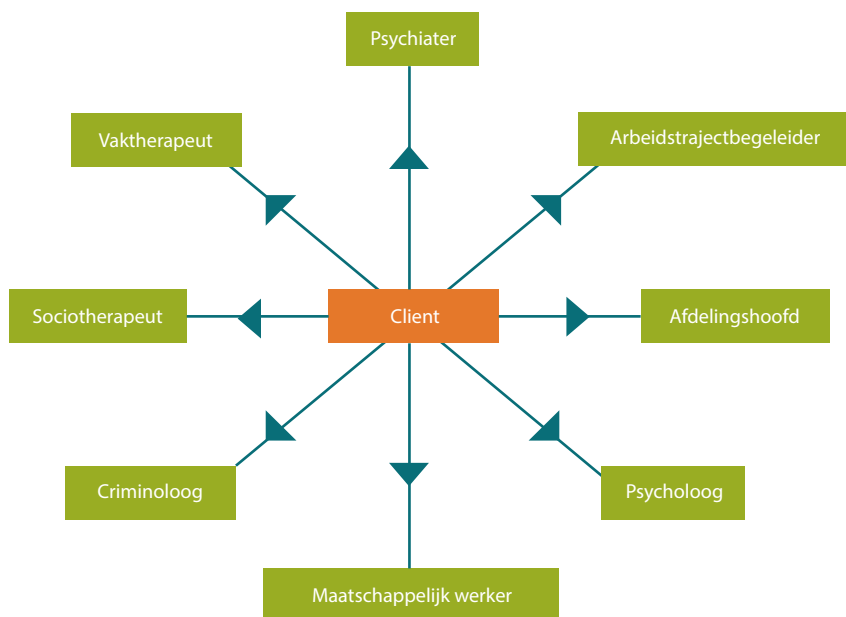 Psychiater
Vaktherapeut
Arbeidstrajectbegeleider
Sociotherapeut
Client
Afdelingshoofd
Criminoloog
Psycholoog
Maatschappelijk werker